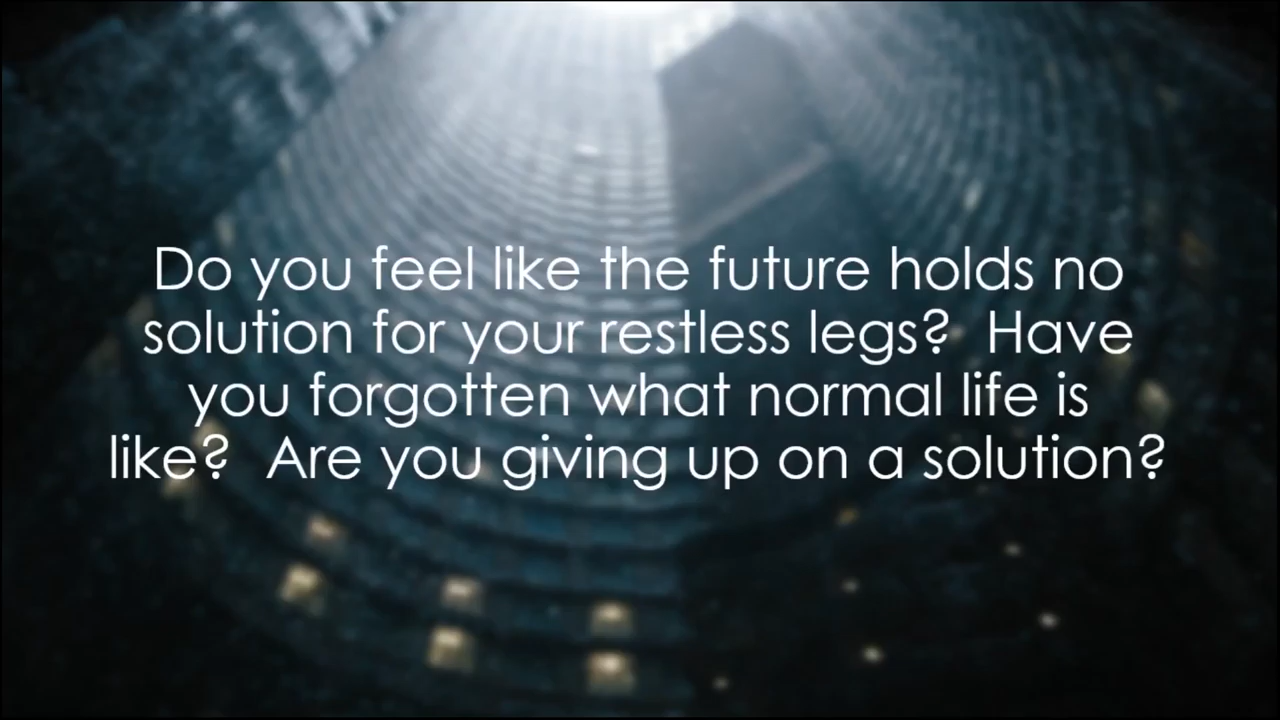 Do you feel like the future holds no
solution for your restless legs?  Have
you forgotten what normal life is
like?  Are you giving up on a solution?